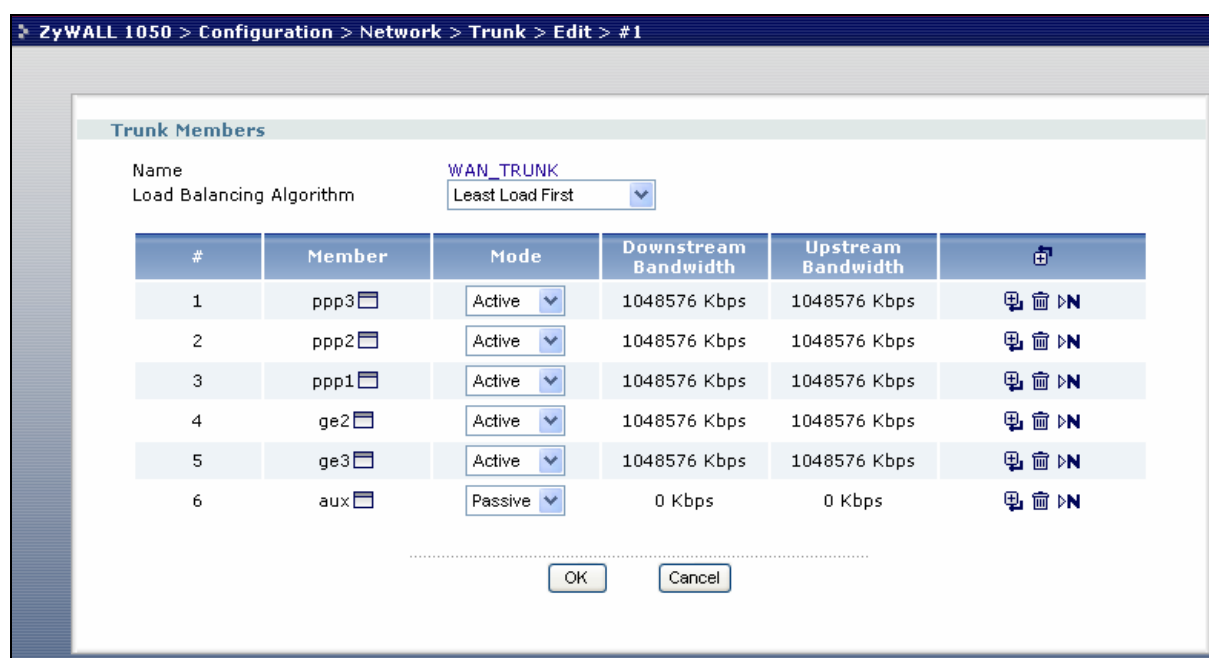 ZyWALL 1050 > Configuration > Network > Trunk > Edit > #1
Trunk Members
Name WAN_TRUNK
Load Balancing Algorithm Least Load First
# Member Mode Downstream Bandwidth Upstream Bandwidth
1 ppp3 Active 1048576 Kbps 1048576 Kbps N
2 ppp2 Active 1048576 Kbps 1048576 Kbps N
3 ppp1 Active 1048576 Kbps 1048576 Kbps N
4 ge2 Active 1048576 Kbps 1048576 Kbps N
5 ge3 Active 1048576 Kbps 1048576 Kbps N
6 aux Passive 0 Kbps 0 Kbps N
OK Cancel